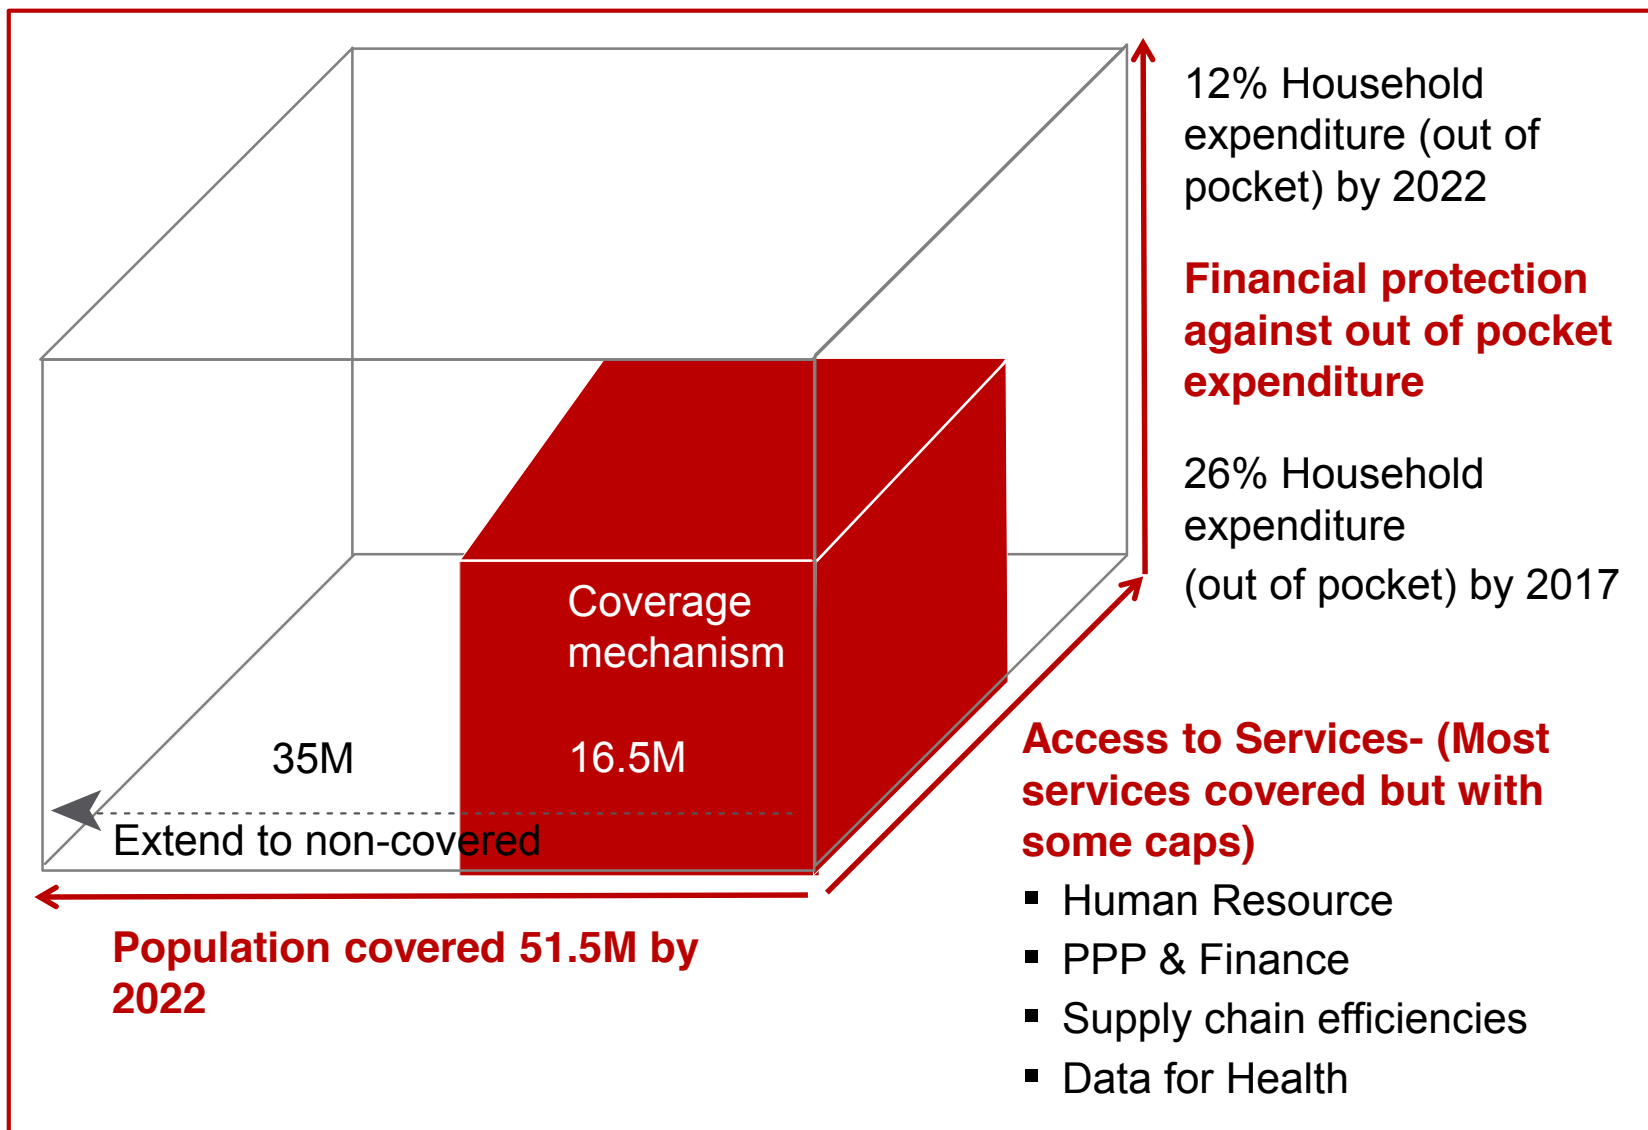 12% Household
expenditure (out of
pocket) by 2022
Financial protection
against out of pocket
expenditure
26% Household
expenditure
(out of pocket) by 2017
Coverage
mechanism
35M
16.5M
Extend to non-covered
Population covered 51.5M by
2022
Access to Services- (Most
services covered but with
some caps)
▪ Human Resource
▪ PPP & Finance
▪ Supply chain efficiencies
▪ Data for Health